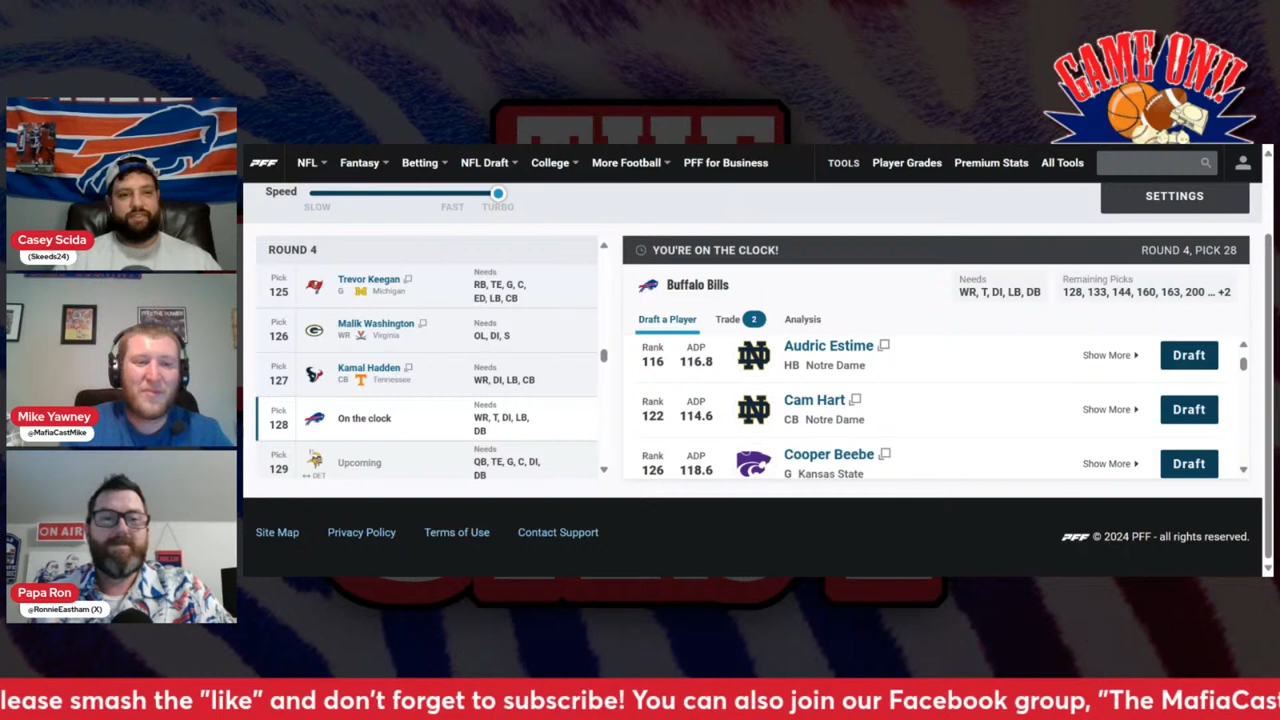 GAME ON!!
PFF
NFL
Fantasy
Betting
NFL Draft
College
More Football
PFF for Business
TOOLS
Player Grades
Premium Stats
All Tools
Speed
SLOW
FAST
TURBO
SETTINGS
Casey Scida
(Skeeds24)
Mike Yawney
@MafiaCastMike
ON AIR
Papa Ron
@RonnieEastham (X)
ROUND 4
Pick
125
Trevor Keegan
G Michigan
Needs
RB, TE, G, C,
ED, LB, CB
Pick
126
Malik Washington
WR Virginia
Needs
OL, DI, S
Pick
127
Kamal Hadden
CB Tennessee
Needs
WR, DI, LB, CB
Pick
128
On the clock
Needs
WR, T, DI, LB,
DB
Pick
129
↔ DET
Upcoming
Needs
QB, TE, G, C, DI,
DB
YOU'RE ON THE CLOCK!
ROUND 4, PICK 28
Buffalo Bills
Needs
WR, T, DI, LB, DB
Remaining Picks
128, 133, 144, 160, 163, 200 ... +2
Draft a Player
Trade 2
Analysis
Rank
116
ADP
116.8
Audric Estime
HB Notre Dame
Show More
Draft
Rank
122
ADP
114.6
Cam Hart
CB Notre Dame
Show More
Draft
Rank
126
ADP
118.6
Cooper Beebe
G Kansas State
Show More
Draft
Site Map
Privacy Policy
Terms of Use
Contact Support
PFF © 2024 PFF - all rights reserved.
lease smash the "like" and don't forget to subscribe! You can also join our Facebook group, "The MafiaCas